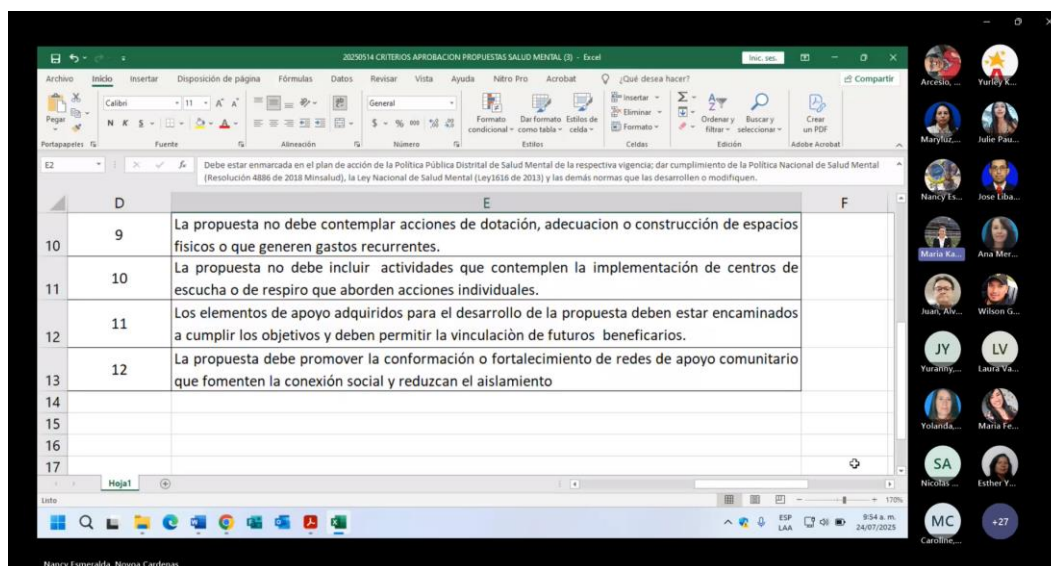 20250514 CRITERIOS APROBACION PROPUESTAS SALUD MENTAL (3) - Excel
Inic. ses.
Archivo Inicio Insertar Disposición de página Fórmulas Datos Revisar Vista Ayuda Nitro Pro Acrobat ¿Qué desea hacer? Compartir
Pegar
Calibri 11
N K S
General
$ % 000
Formato condicional
Dar formato como tabla
Estilos de celda
Insertar
Eliminar
Formato
Ordenar y filtrar
Buscar y seleccionar
Crear un PDF
Portapapeles Fuente Alineación Número Estilos Celdas Edición Adobe Acrobat
E2
fx
Debe estar enmarcada en el plan de acción de la Política Pública Distrital de Salud Mental de la respectiva vigencia; dar cumplimiento de la Política Nacional de Salud Mental
(Resolución 4886 de 2018 Minsalud), la Ley Nacional de Salud Mental (Ley1616 de 2013) y las demás normas que las desarrollen o modifiquen.
D E F
10 9 La propuesta no debe contemplar acciones de dotación, adecuacion o construcción de espacios
fisicos o que generen gastos recurrentes.
11 10 La propuesta no debe incluir actividades que contemplen la implementación de centros de
escucha o de respiro que aborden acciones individuales.
12 11 Los elementos de apoyo adquiridos para el desarrollo de la propuesta deben estar encaminados
a cumplir los objetivos y deben permitir la vinculaciòn de futuros beneficarios.
13 12 La propuesta debe promover la conformación o fortalecimiento de redes de apoyo comunitario
que fomenten la conexión social y reduzcan el aislamiento
14
15
16
17
Hoja1
Listo
170%
ESP
LAA
9:54 a. m.
24/07/2025
Arcesio, ... Yurley K...
Maryluz,... Julie Pau...
Nancy Es... Jose Liba...
Maria Ka... Ana Mer...
Juan, Alv... Wilson G...
JY LV
Yuranny,... Laura Va...
Yolanda,... Maria Fe...
SA
Nicolas ... Esther Y...
MC +27
Caroline,...
Nancy Esmeralda, Novoa Cardenas